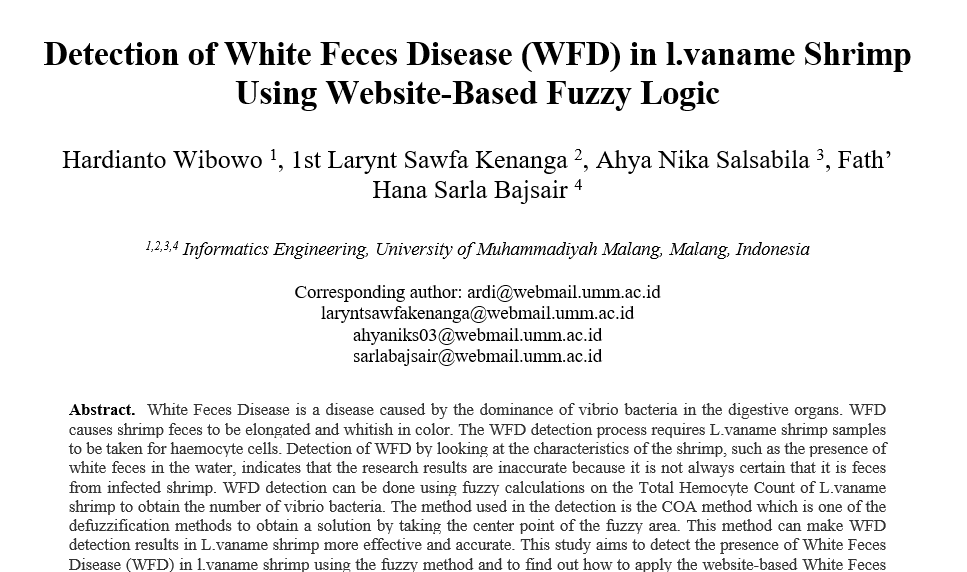 Detection of White Feces Disease (WFD) in l.vaname Shrimp
Using Website-Based Fuzzy Logic
Hardianto Wibowo 1, 1st Larynt Sawfa Kenanga 2, Ahya Nika Salsabila 3, Fath’
Hana Sarla Bajsair 4
1,2,3,4 Informatics Engineering, University of Muhammadiyah Malang, Malang, Indonesia
Corresponding author: ardi@webmail.umm.ac.id
laryntsawfakenanga@webmail.umm.ac.id
ahyaniks03@webmail.umm.ac.id
sarlabajsair@webmail.umm.ac.id
Abstract. White Feces Disease is a disease caused by the dominance of vibrio bacteria in the digestive organs. WFD
causes shrimp feces to be elongated and whitish in color. The WFD detection process requires L.vaname shrimp samples
to be taken for haemocyte cells. Detection of WFD by looking at the characteristics of the shrimp, such as the presence of
white feces in the water, indicates that the research results are inaccurate because it is not always certain that it is feces
from infected shrimp. WFD detection can be done using fuzzy calculations on the Total Hemocyte Count of L.vaname
shrimp to obtain the number of vibrio bacteria. The method used in the detection is the COA method which is one of the
defuzzification methods to obtain a solution by taking the center point of the fuzzy area. This method can make WFD
detection results in L.vaname shrimp more effective and accurate. This study aims to detect the presence of White Feces
Disease (WFD) in l.vaname shrimp using the fuzzy method and to find out how to apply the website-based White Feces